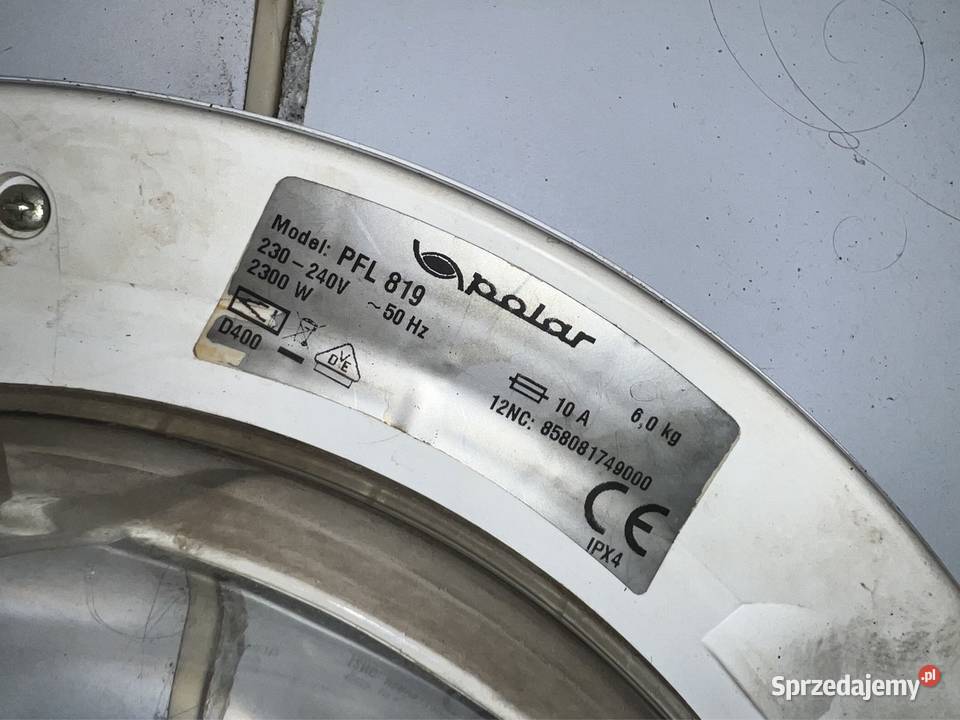 polar
Model: PFL 819
230-240V ~50 Hz
2300 W
D400
DVE
10 A 6,0 kg
12NC: 858081749000
CE
IPX4
Sprzedajemy.pl